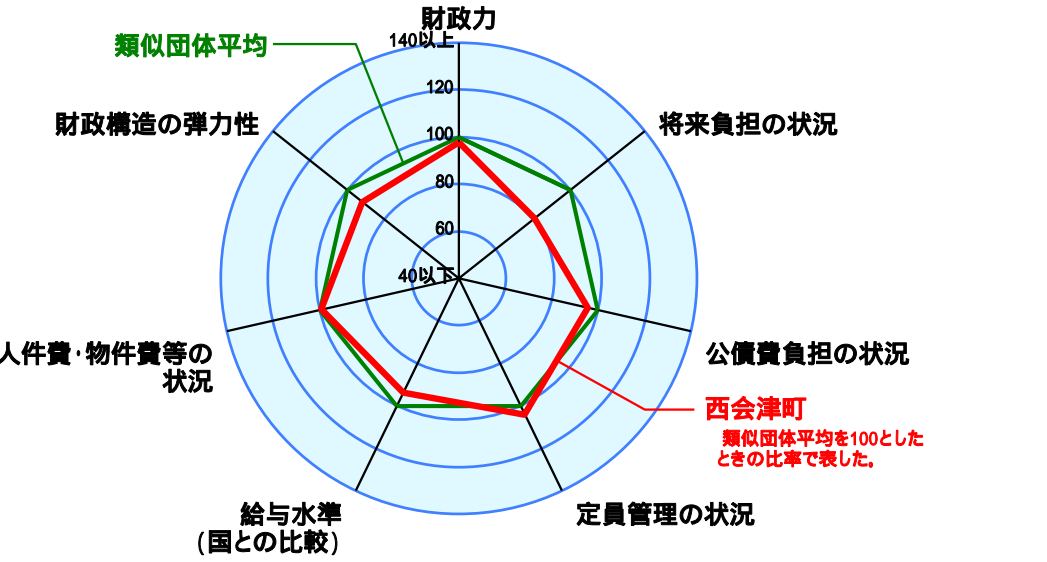 財政力
類似団体平均
140以上
120
100
80
60
40以下
財政構造の弾力性
将来負担の状況
人件費・物件費等の
状況
公債費負担の状況
西会津町
類似団体平均を100とした
ときの比率で表した。
給与水準
(国との比較)
定員管理の状況